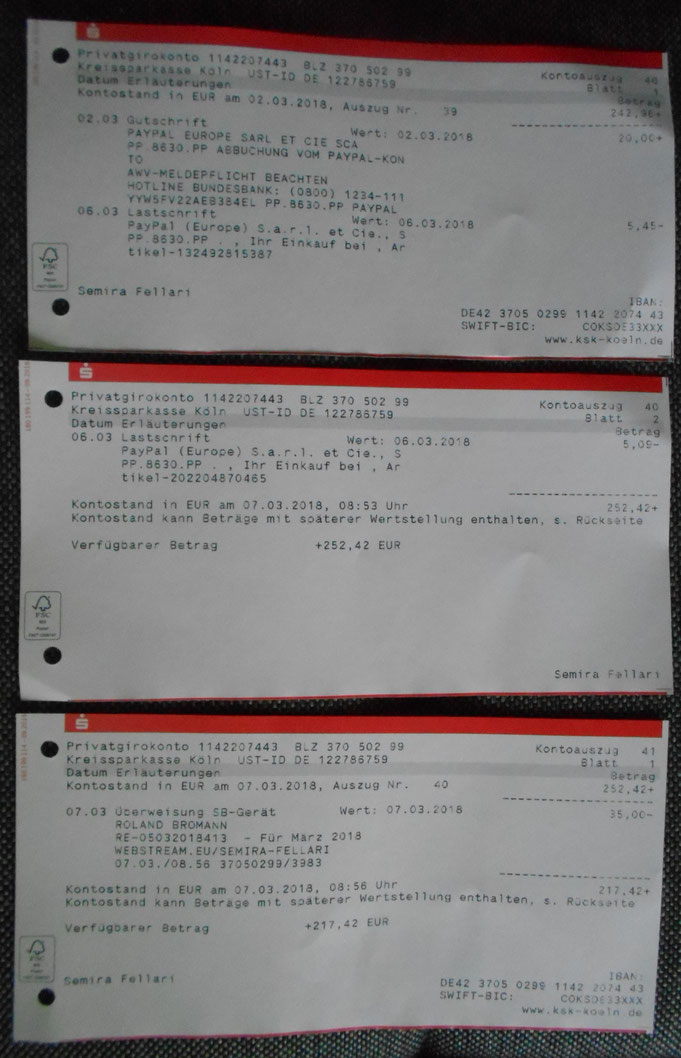 Privatgirokonto 1142207443 BLZ 370 502 99
Kreissparkasse Köln UST-ID DE 122786759 Kontoauszug 40
Datum Erläuterungen Blatt 1
Betrag
Kontostand in EUR am 02.03.2018, Auszug Nr. 39 242,96+
02.03 Gutschrift Wert: 02.03.2018 20,00+
PAYPAL EUROPE SARL ET CIE SCA
PP.8630.PP ABBUCHUNG VOM PAYPAL-KON
TO
AWV-MELDEPFLICHT BEACHTEN
HOTLINE BUNDESBANK: (0800) 1234-111
YYW5FV22AEB384EL PP.8630.PP PAYPAL
06.03 Lastschrift Wert: 06.03.2018 5,45-
PayPal (Europe) S.a.r.l. et Cie., S
PP.8630.PP . , Ihr Einkauf bei , Ar
tikel-132492815387
Semira Fellari
IBAN:
DE42 3705 0299 1142 2074 43
SWIFT-BIC: COKSDE33XXX
www.ksk-koeln.de
FSC
Privatgirokonto 1142207443 BLZ 370 502 99
Kreissparkasse Köln UST-ID DE 122786759 Kontoauszug 40
Datum Erläuterungen Blatt 2
Betrag
06.03 Lastschrift Wert: 06.03.2018 5,09-
PayPal (Europe) S.a.r.l. et Cie., S
PP.8630.PP . , Ihr Einkauf bei , Ar
tikel-202204870465
Kontostand in EUR am 07.03.2018, 08:53 Uhr 252,42+
Kontostand kann Beträge mit späterer Wertstellung enthalten, s. Rückseite
Verfügbarer Betrag +252,42 EUR
FSC
Semira Fellari
Privatgirokonto 1142207443 BLZ 370 502 99
Kreissparkasse Köln UST-ID DE 122786759 Kontoauszug 41
Datum Erläuterungen Blatt 1
Betrag
Kontostand in EUR am 07.03.2018, Auszug Nr. 40 252,42+
07.03 Überweisung SB-Gerät Wert: 07.03.2018 35,00-
ROLAND BROMANN
RE-05032018413 - Für März 2018
WEBSTREAM.EU/SEMIRA-FELLARI
07.03./08.56 37050299/3983
Kontostand in EUR am 07.03.2018, 08:56 Uhr 217,42+
Kontostand kann Beträge mit späterer Wertstellung enthalten, s. Rückseite
Verfügbarer Betrag +217,42 EUR
Semira Fellari
IBAN:
DE42 3705 0299 1142 2074 43
SWIFT-BIC: COKSDE33XXX
www.ksk-koeln.de